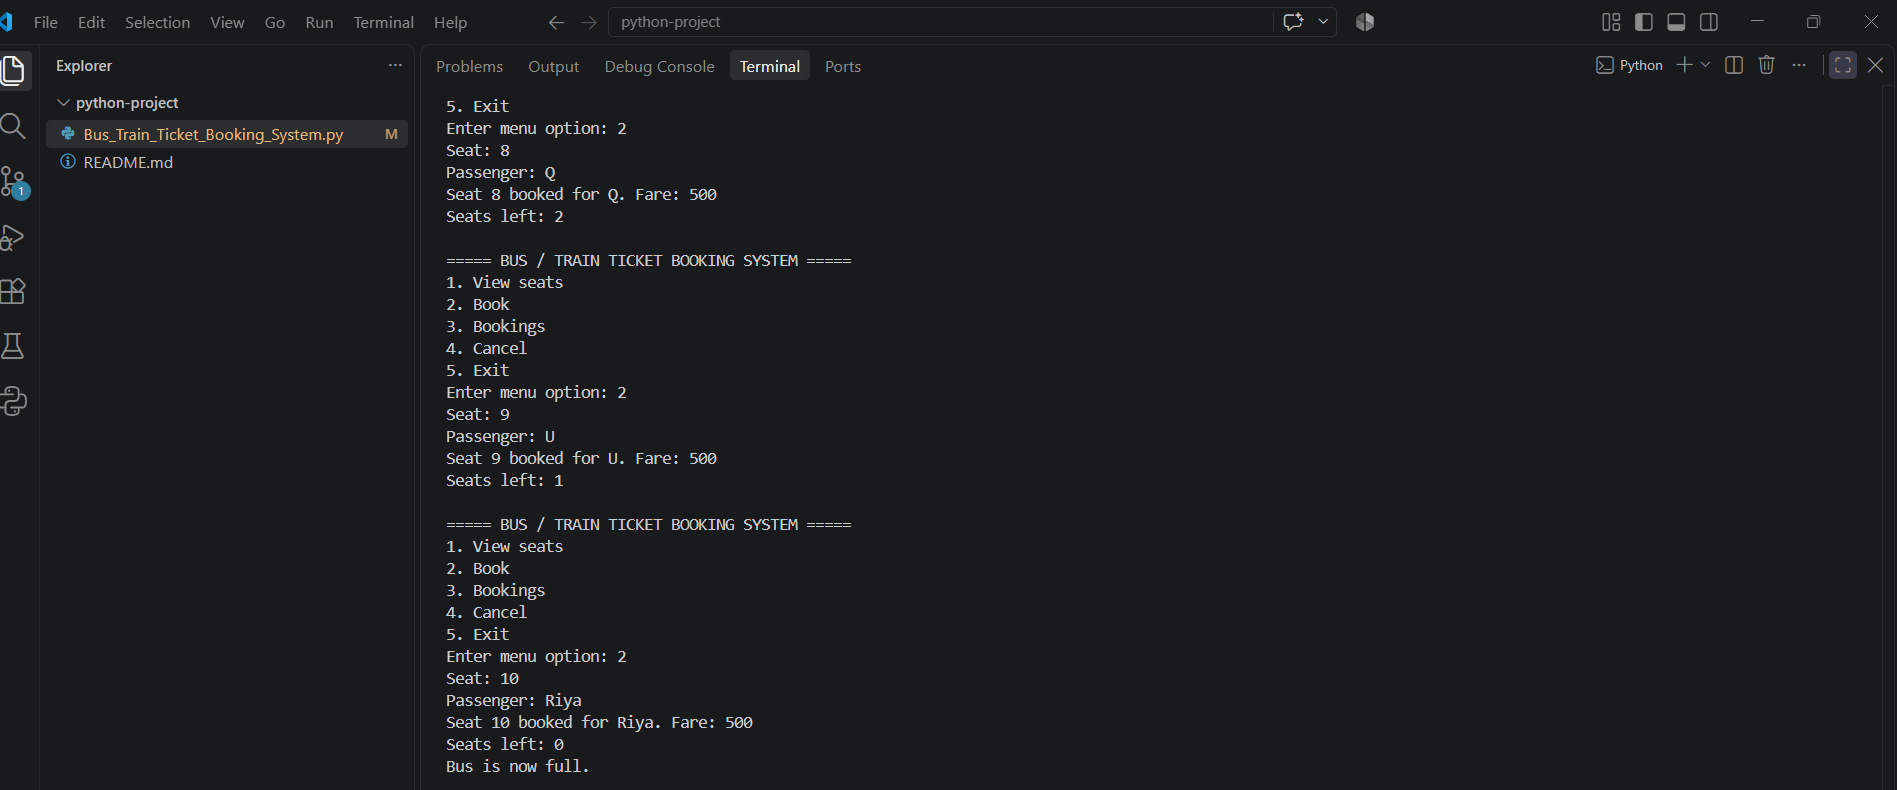 File Edit Selection View Go Run Terminal Help
python-project
Explorer
Problems Output Debug Console Terminal Ports
Python
python-project
Bus_Train_Ticket_Booking_System.py M
README.md
1
5. Exit
Enter menu option: 2
Seat: 8
Passenger: Q
Seat 8 booked for Q. Fare: 500
Seats left: 2
===== BUS / TRAIN TICKET BOOKING SYSTEM =====
1. View seats
2. Book
3. Bookings
4. Cancel
5. Exit
Enter menu option: 2
Seat: 9
Passenger: U
Seat 9 booked for U. Fare: 500
Seats left: 1
===== BUS / TRAIN TICKET BOOKING SYSTEM =====
1. View seats
2. Book
3. Bookings
4. Cancel
5. Exit
Enter menu option: 2
Seat: 10
Passenger: Riya
Seat 10 booked for Riya. Fare: 500
Seats left: 0
Bus is now full.